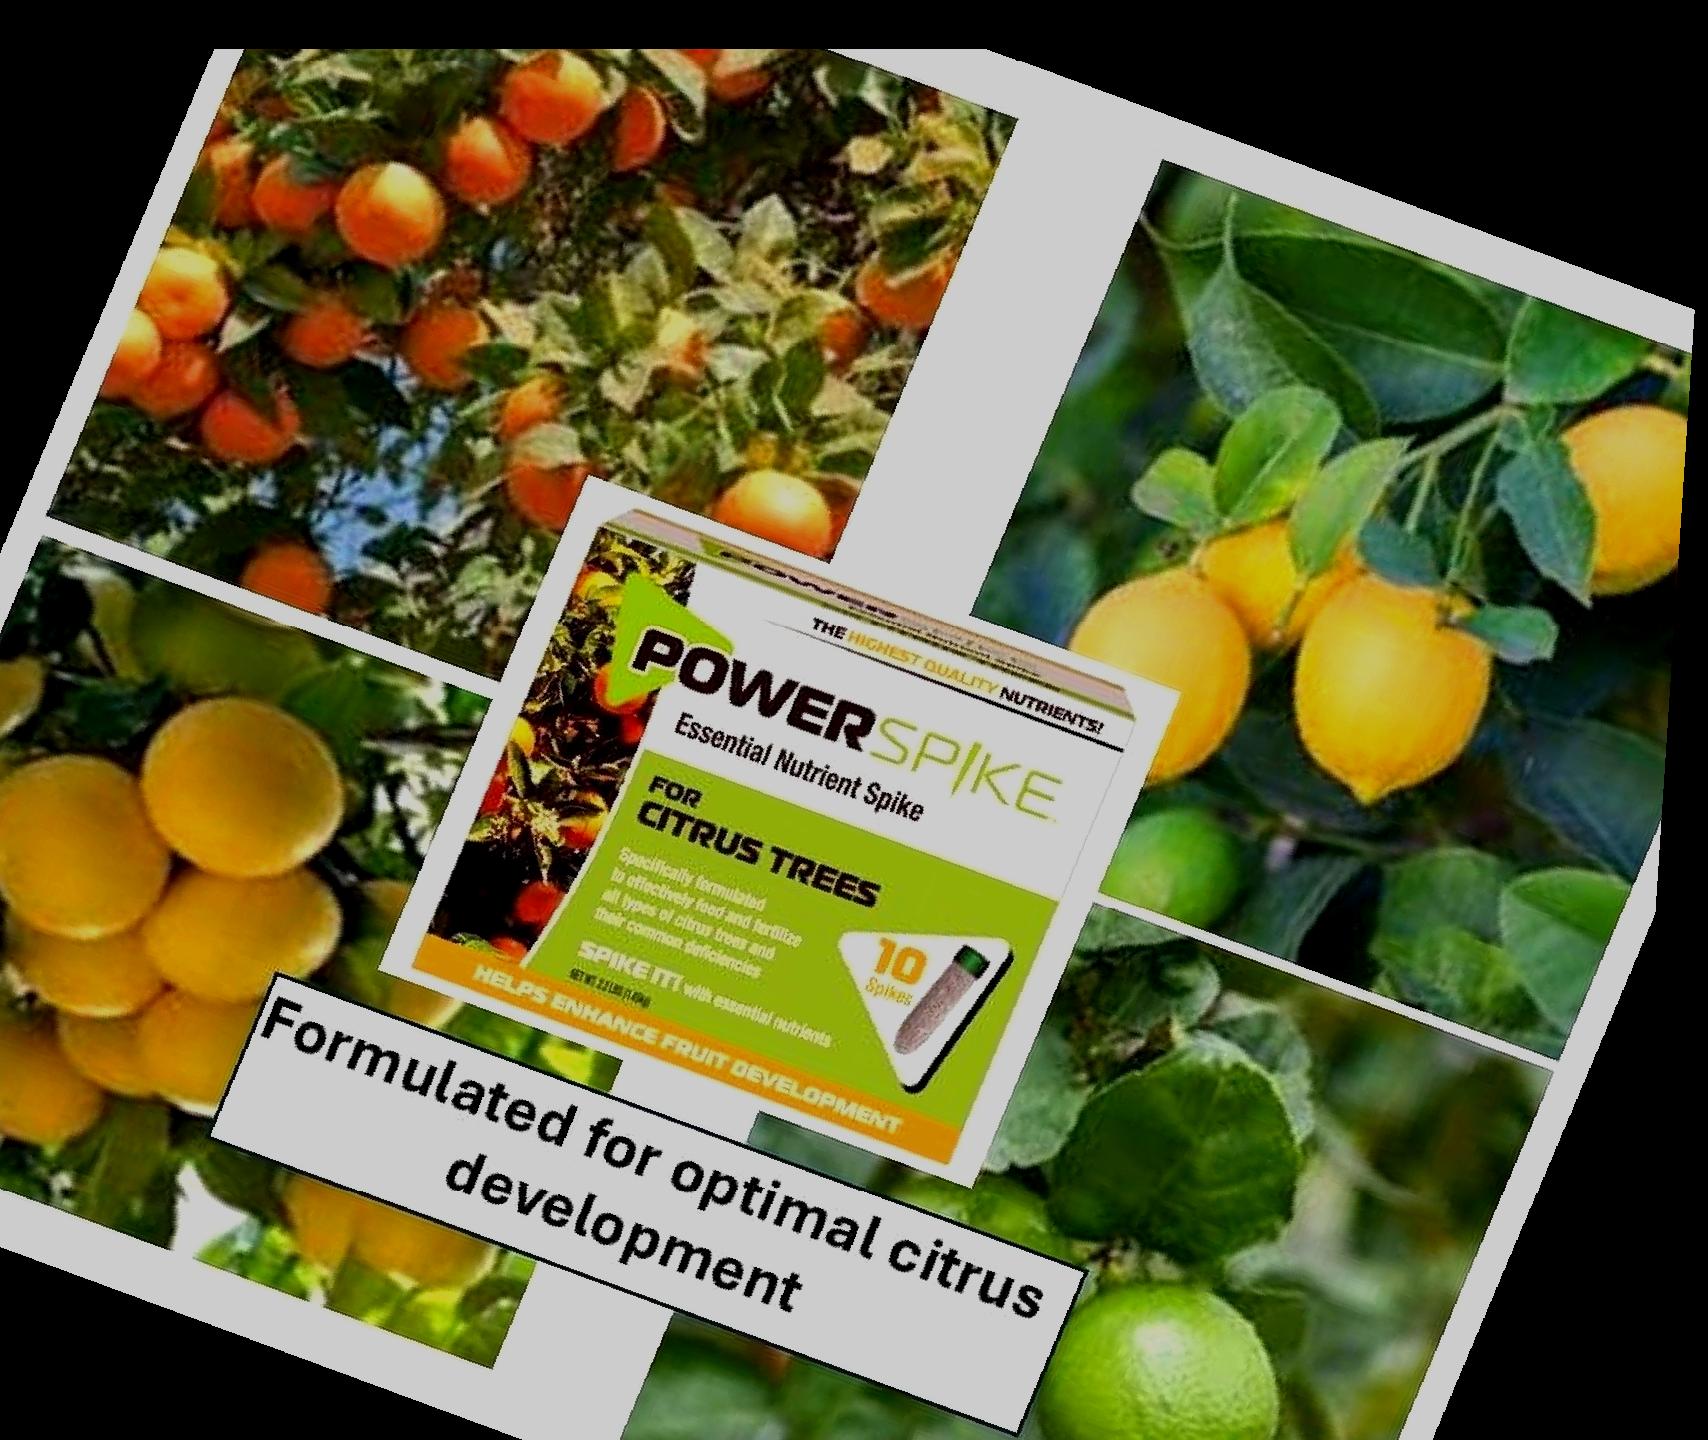 THE HIGHEST QUALITY NUTRIENTS!
POWERSPIKE
Essential Nutrient Spike
FOR
CITRUS TREES
Specifically formulated
to effectively feed and fertilize
all types of citrus trees and
their common deficiencies
10
Spikes
SPIKE IT! with essential nutrients
HELPS ENHANCE FRUIT DEVELOPMENT
Formulated for optimal citrus
development